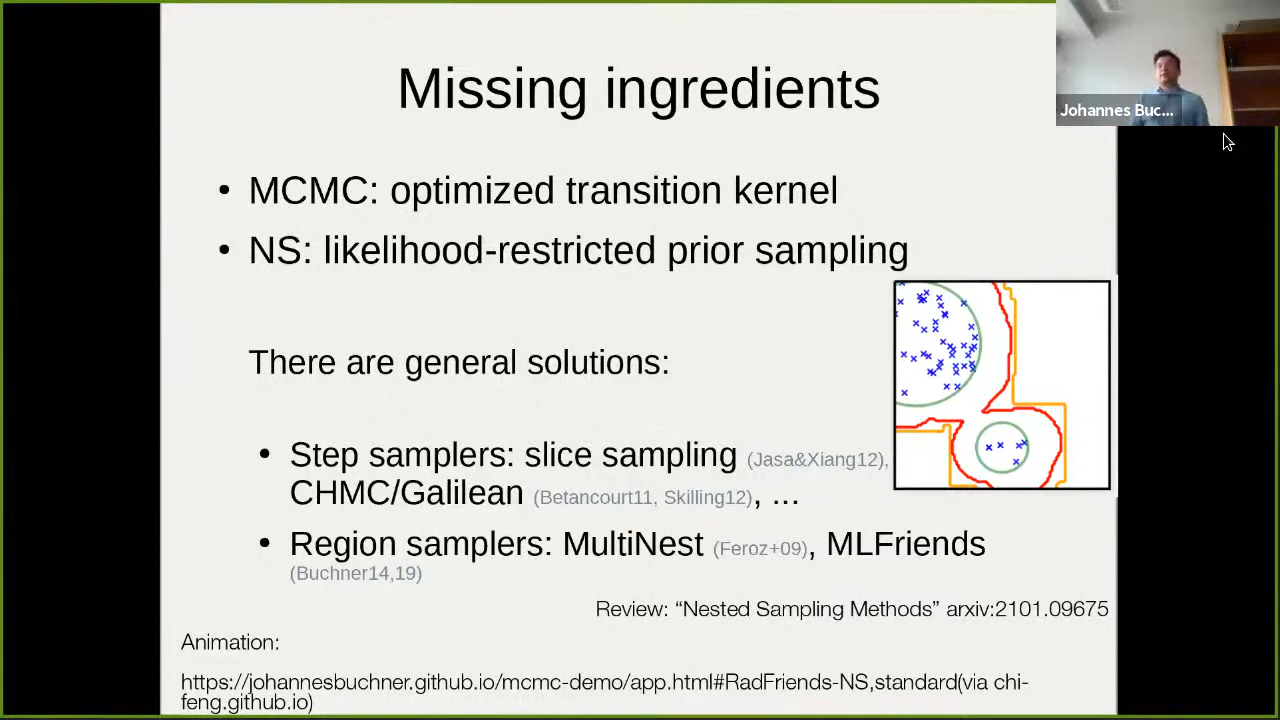 Missing ingredients
Johannes Buc...
• MCMC: optimized transition kernel
• NS: likelihood-restricted prior sampling
There are general solutions:
• Step samplers: slice sampling (Jasa&Xiang12),
CHMC/Galilean (Betancourt11, Skilling12), ...
• Region samplers: MultiNest (Feroz+09), MLFriends
(Buchner14,19)
Review: “Nested Sampling Methods” arxiv:2101.09675
Animation:
https://johannesbuchner.github.io/mcmc-demo/app.html#RadFriends-NS,standard(via chi-
feng.github.io)